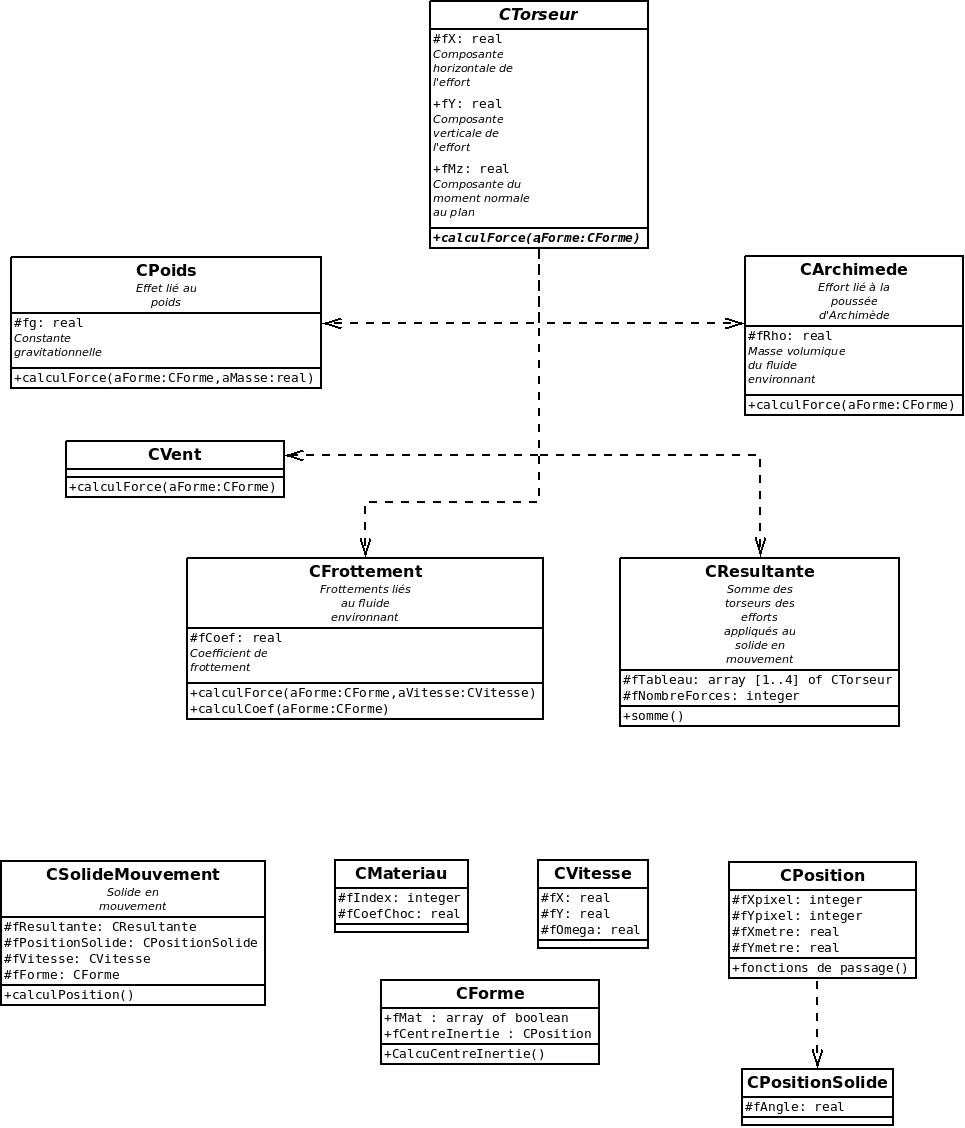 CTorseur
#fX: real
Composante
horizontale de
l'effort
+fY: real
Composante
verticale de
l'effort
+fMz: real
Composante du
moment normale
au plan
+calculForce(aForme:CForme)
CPoids
Effet lié au
poids
#fg: real
Constante
gravitationnelle
+calculForce(aForme:CForme,aMasse:real)
CArchimede
Effort lié à la
poussée
d'Archimède
#fRho: real
Masse volumique
du fluide
environnant
+calculForce(aForme:CForme)
CVent
+calculForce(aForme:CForme)
CFrottement
Frottements liés
au fluide
environnant
#fCoef: real
Coefficient de
frottement
+calculForce(aForme:CForme,aVitesse:CVitesse)
+calculCoef(aForme:CForme)
CResultante
Somme des
torseurs des
efforts
appliqués au
solide en
mouvement
#fTableau: array [1..4] of CTorseur
#fNombreForces: integer
+somme()
CSolideMouvement
Solide en
mouvement
#fResultante: CResultante
#fPositionSolide: CPositionSolide
#fVitesse: CVitesse
#fForme: CForme
+calculPosition()
CMateriau
#fIndex: integer
#fCoefChoc: real
CVitesse
#fX: real
#fY: real
#fOmega: real
CPosition
#fXpixel: integer
#fYpixel: integer
#fXmetre: real
#fYmetre: real
+fonctions de passage()
CForme
+fMat : array of boolean
+fCentreInertie : CPosition
+CalcuCentreInertie()
CPositionSolide
#fAngle: real